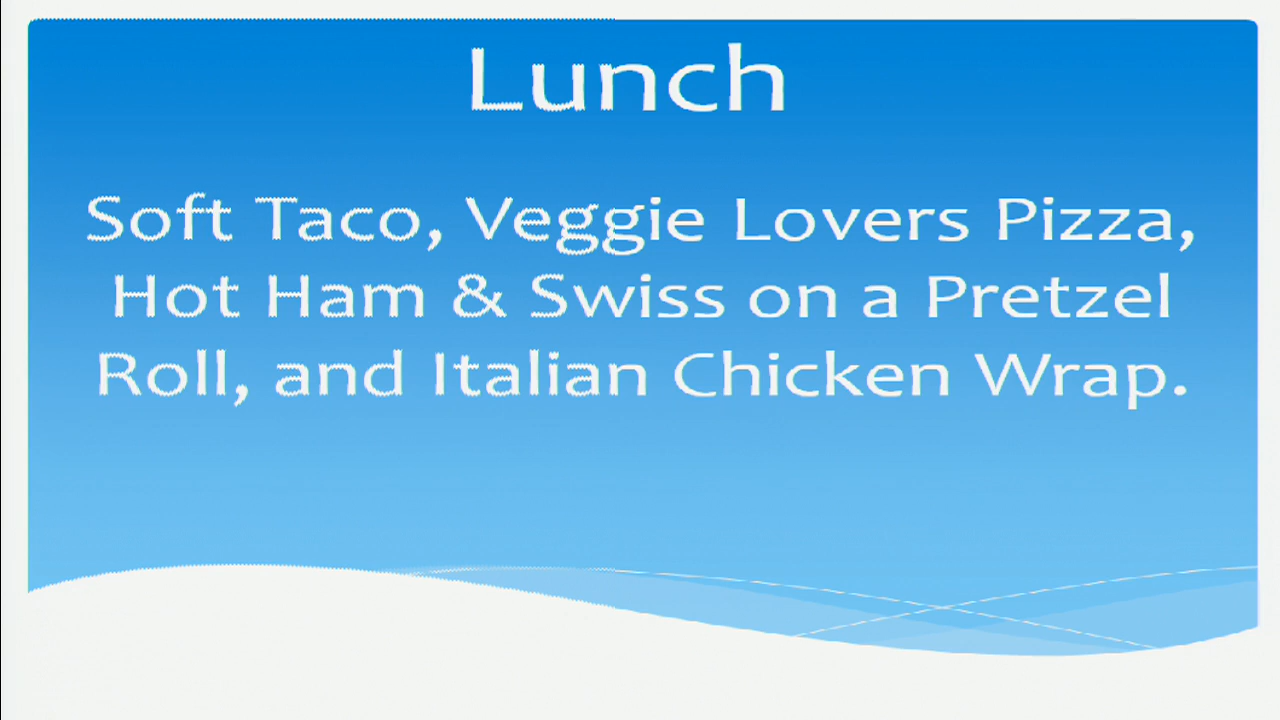 Lunch
Soft Taco, Veggie Lovers Pizza,
Hot Ham & Swiss on a Pretzel
Roll, and Italian Chicken Wrap.